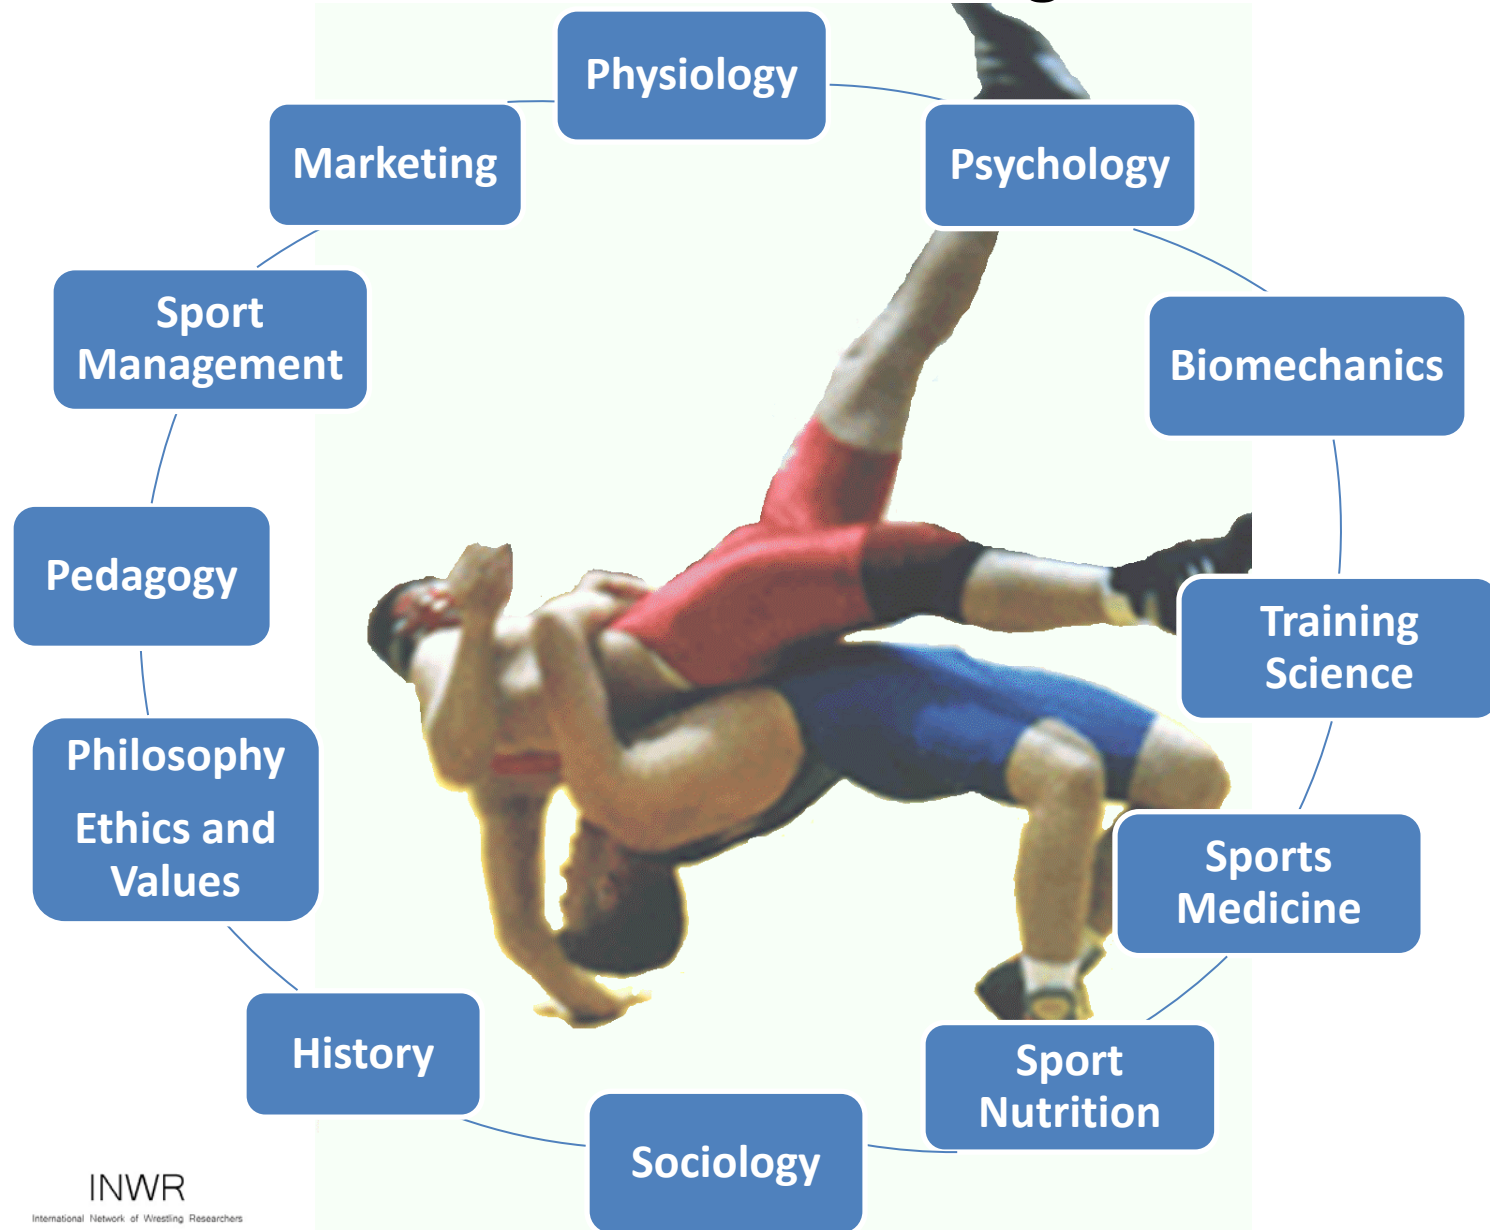 Physiology
Psychology
Biomechanics
Training
Science
Sports
Medicine
Sport
Nutrition
Sociology
History
Philosophy
Ethics and
Values
Pedagogy
Sport
Management
Marketing
INWR
International Network of Wrestling Researchers